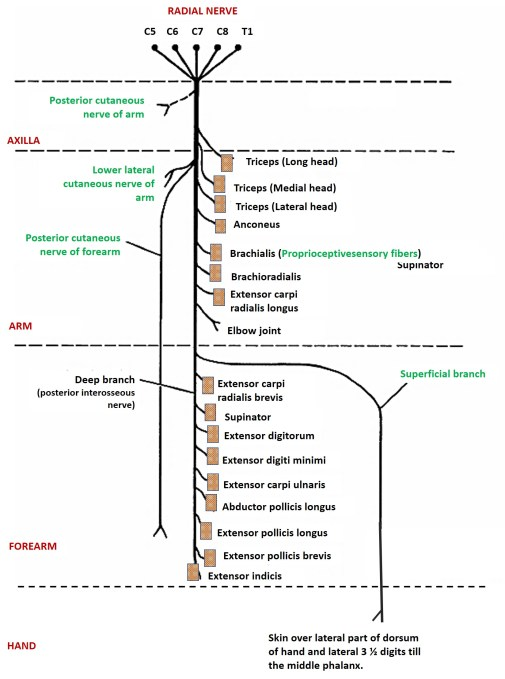 RADIAL NERVE
C5 C6 C7 C8 T1
Posterior cutaneous
nerve of arm
AXILLA
Triceps (Long head)
Lower lateral
cutaneous nerve of
arm
Triceps (Medial head)
Triceps (Lateral head)
Anconeus
Posterior cutaneous
nerve of forearm
Brachialis (Proprioceptivesensory fibers)
Supinator
Brachioradialis
Extensor carpi
radialis longus
ARM
Elbow joint
Superficial branch
Deep branch
(posterior interosseous
nerve)
Extensor carpi
radialis brevis
Supinator
Extensor digitorum
Extensor digiti minimi
Extensor carpi ulnaris
Abductor pollicis longus
Extensor pollicis longus
FOREARM
Extensor pollicis brevis
Extensor indicis
HAND
Skin over lateral part of dorsum
of hand and lateral 3 ½ digits till
the middle phalanx.